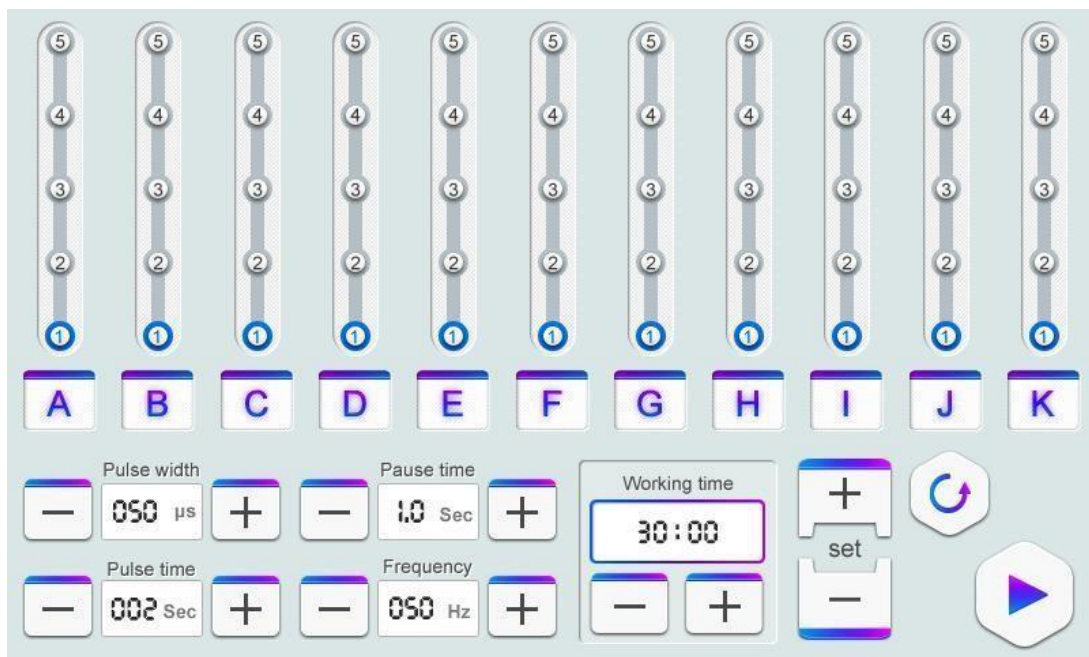 5 5 5 5 5 5 5 5 5 5 5
4 4 4 4 4 4 4 4 4 4 4
3 3 3 3 3 3 3 3 3 3 3
2 2 2 2 2 2 2 2 2 2 2
1 1 1 1 1 1 1 1 1 1 1
A B C D E F G H I J K
Pulse width
− 050 µs +
Pause time
− 1.0 Sec +
Pulse time
− 002 Sec +
Frequency
− 050 Hz +
Working time
30:00
− +
+
set
−